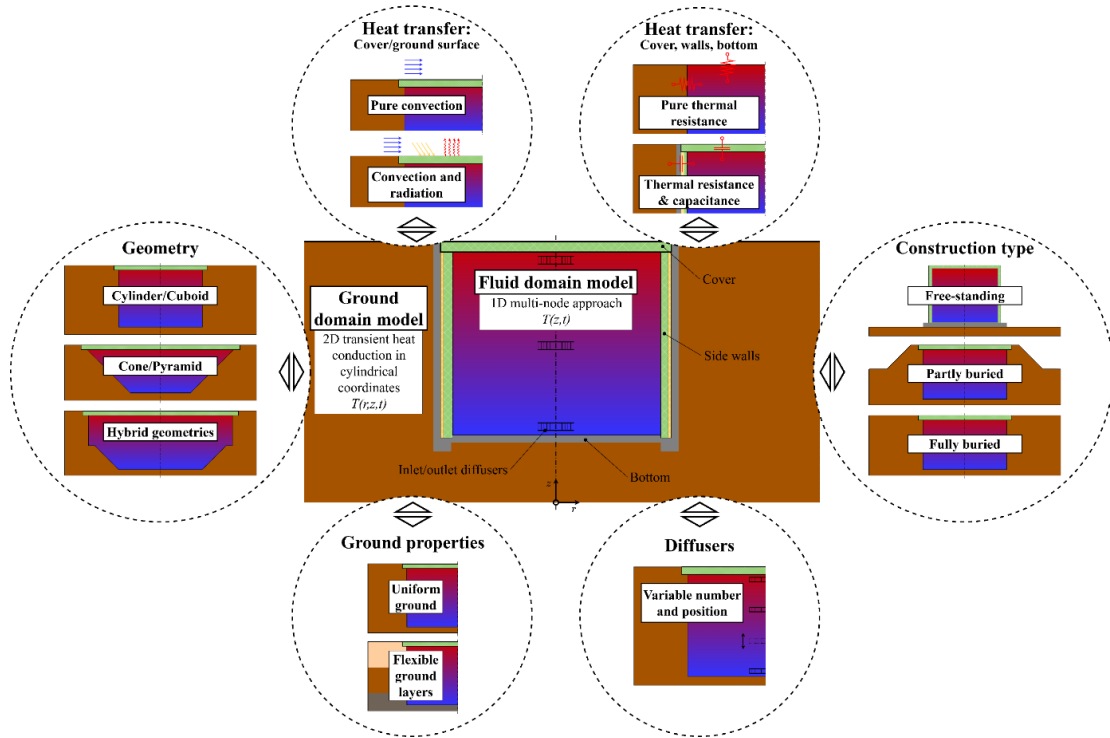 Heat transfer:
Cover/ground surface
Pure convection
Convection and
radiation
Heat transfer:
Cover, walls, bottom
Pure thermal
resistance
Thermal resistance
& capacitance
Geometry
Cylinder/Cuboid
Cone/Pyramid
Hybrid geometries
Ground
domain model
2D transient heat
conduction in
cylindrical
coordinates
T(r,z,t)
Fluid domain model
1D multi-node approach
T(z,t)
Cover
Side walls
Inlet/outlet diffusers
Bottom
z
r
Construction type
Free-standing
Partly buried
Fully buried
Ground properties
Uniform
ground
Flexible
ground
layers
Diffusers
Variable number
and position